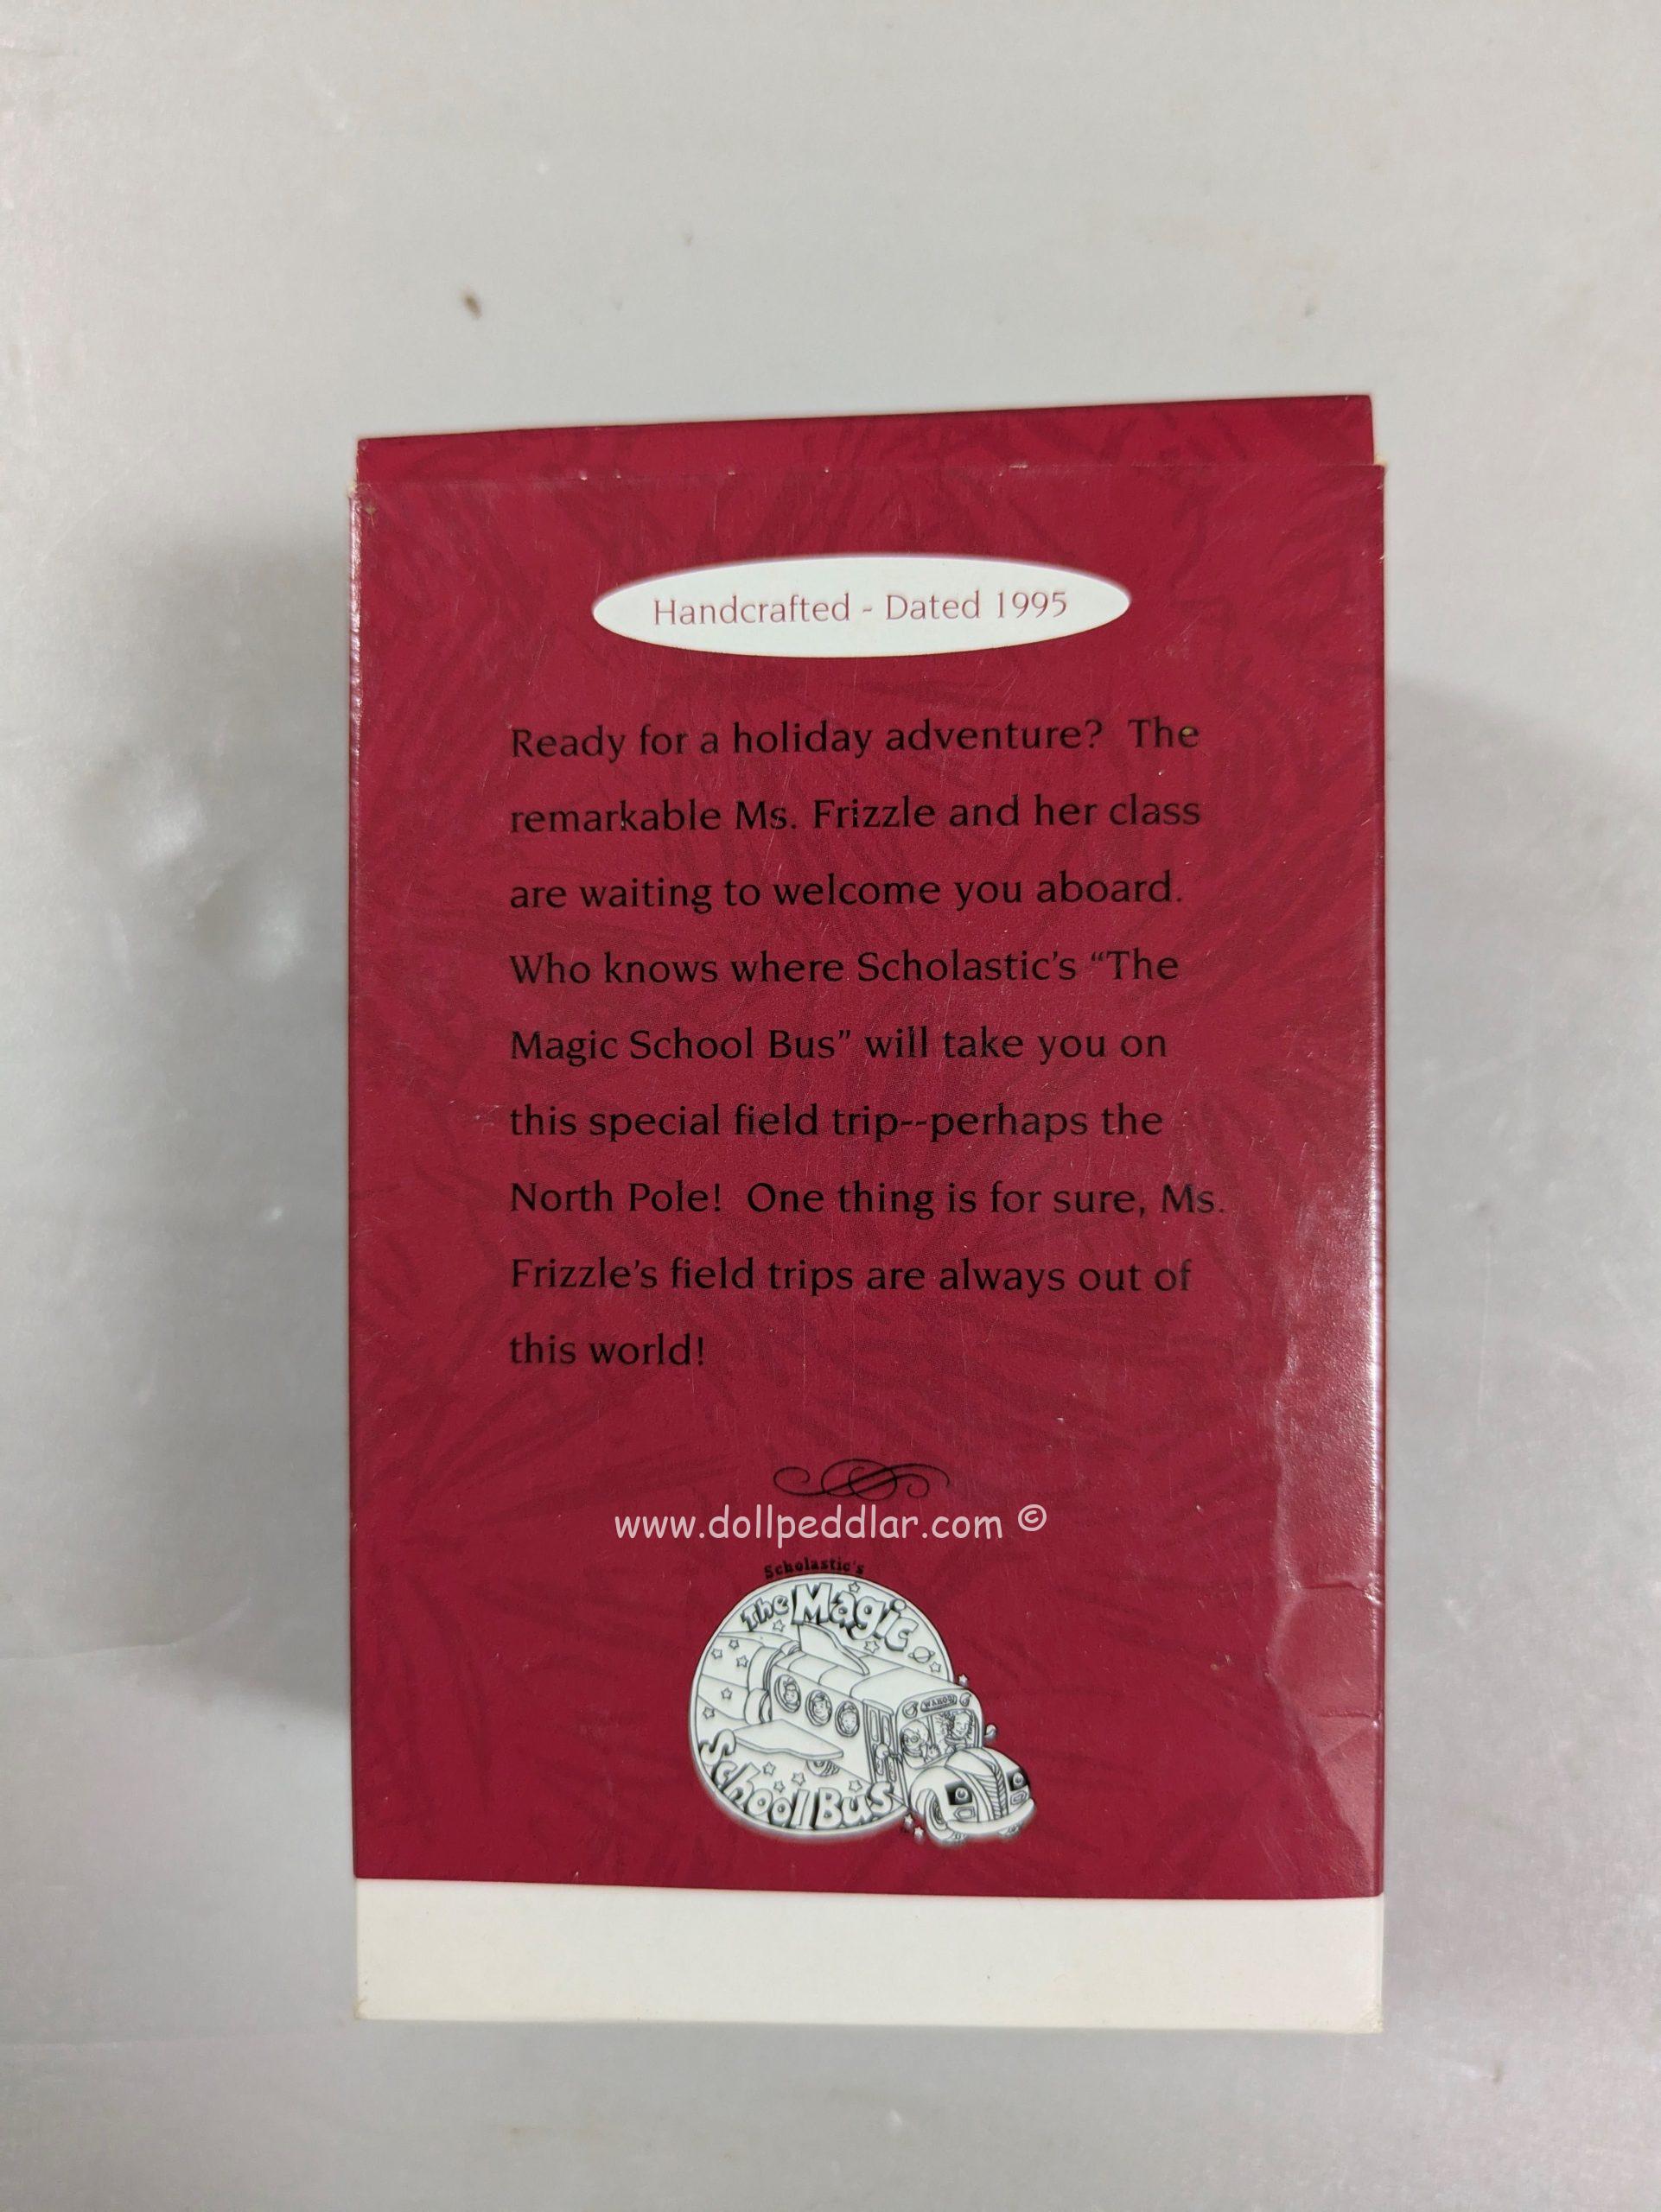 Handcrafted - Dated 1995
Ready for a holiday adventure? The
remarkable Ms. Frizzle and her class
are waiting to welcome you aboard.
Who knows where Scholastic's “The
Magic School Bus” will take you on
this special field trip--perhaps the
North Pole! One thing is for sure, Ms.
Frizzle's field trips are always out of
this world!
www.dollpeddlar.com ©
Scholastic's
The Magic
WAHOO!
School Bus